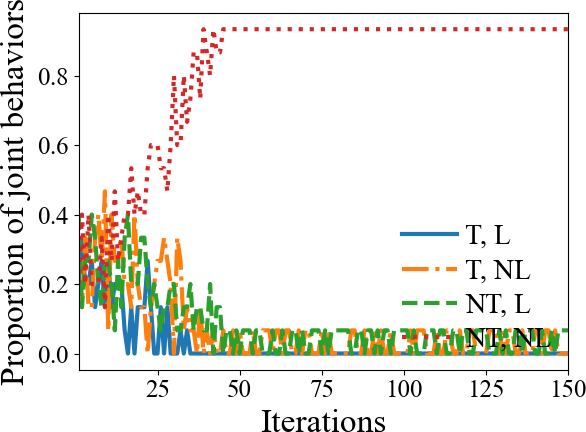 Proportion of joint behaviors
0.8
0.6
0.4
0.2
0.0
T, L
T, NL
NT, L
NT, NL
25
50
75
100
125
150
Iterations